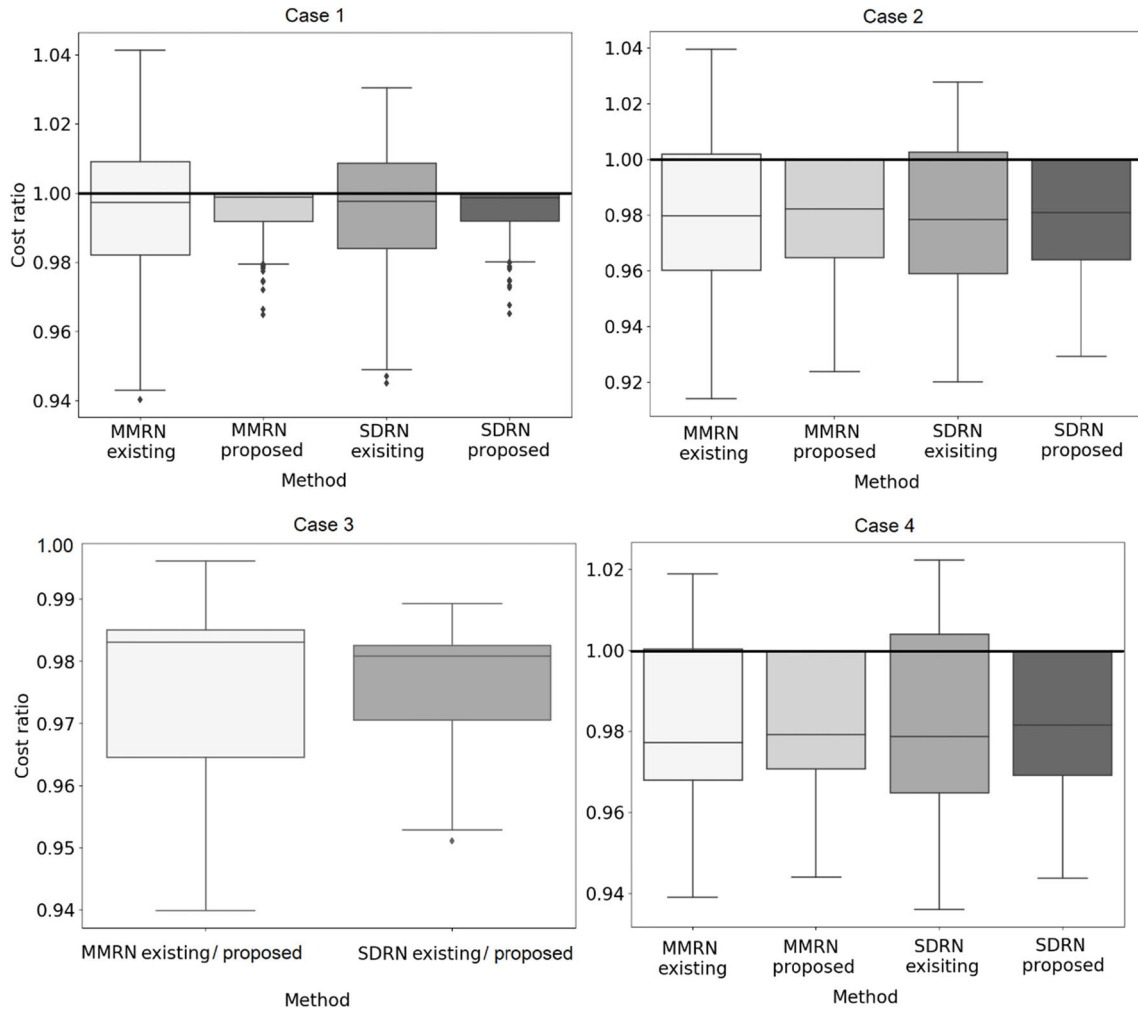 Case 1
1.04
1.02
1.00
0.98
0.96
0.94
Cost ratio
MMRN
existing
MMRN
proposed
SDRN
exisiting
SDRN
proposed
Method
Case 2
1.04
1.02
1.00
0.98
0.96
0.94
0.92
MMRN
existing
MMRN
proposed
SDRN
exisiting
SDRN
proposed
Method
Case 3
1.00
0.99
0.98
0.97
0.96
0.95
0.94
Cost ratio
MMRN existing/ proposed
SDRN existing/ proposed
Method
Case 4
1.02
1.00
0.98
0.96
0.94
MMRN
existing
MMRN
proposed
SDRN
exisiting
SDRN
proposed
Method